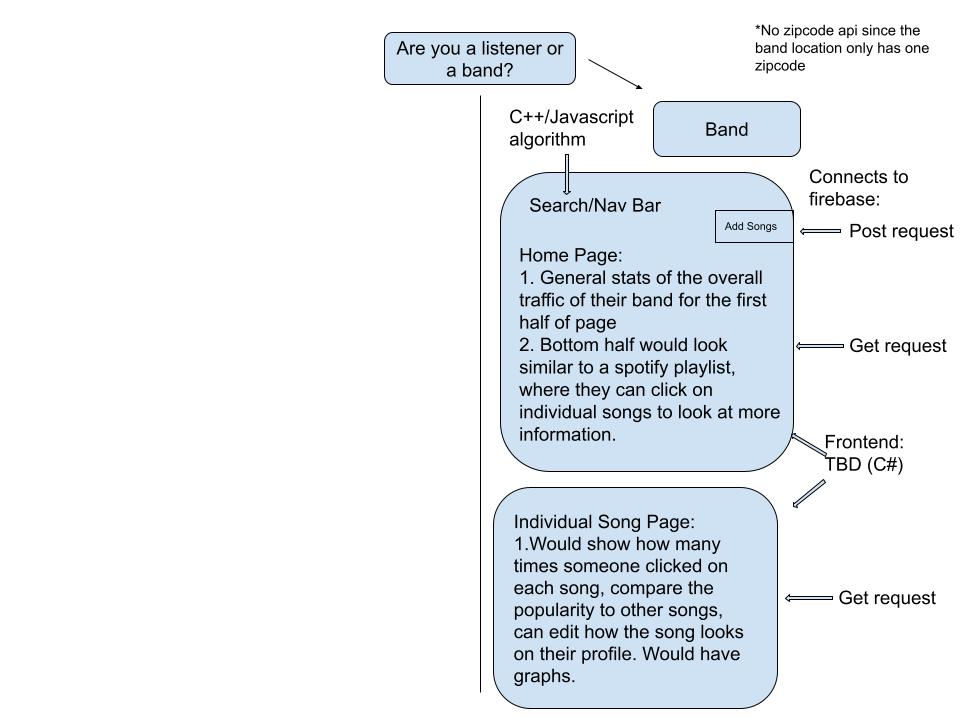 *No zipcode api since the
band location only has one
zipcode
Are you a listener or
a band?
C++/Javascript
algorithm
Band
Connects to
firebase:
Search/Nav Bar
Add Songs
Post request
Home Page:
1. General stats of the overall
traffic of their band for the first
half of page
2. Bottom half would look
similar to a spotify playlist,
where they can click on
individual songs to look at more
information.
Get request
Frontend:
TBD (C#)
Individual Song Page:
1.Would show how many
times someone clicked on
each song, compare the
popularity to other songs,
can edit how the song looks
on their profile. Would have
graphs.
Get request